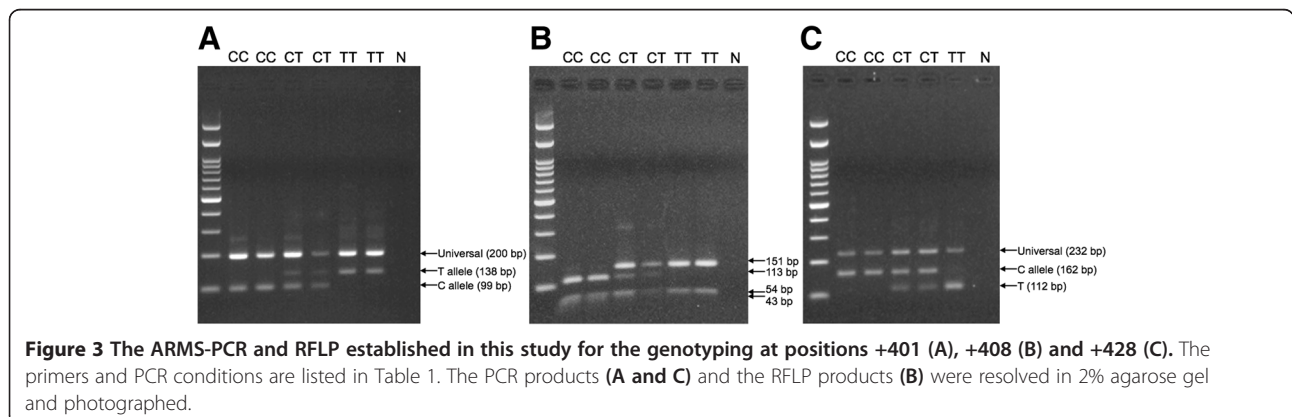 A B C
CC CC CT CT TT TT N
CC CC CT CT TT TT N
CC CC CT CT TT N
Universal (200 bp)
T allele (138 bp)
C allele (99 bp)
151 bp
113 bp
54 bp
43 bp
Universal (232 bp)
C allele (162 bp)
T (112 bp)
Figure 3 The ARMS-PCR and RFLP established in this study for the genotyping at positions +401 (A), +408 (B) and +428 (C). The
primers and PCR conditions are listed in Table 1. The PCR products (A and C) and the RFLP products (B) were resolved in 2% agarose gel
and photographed.